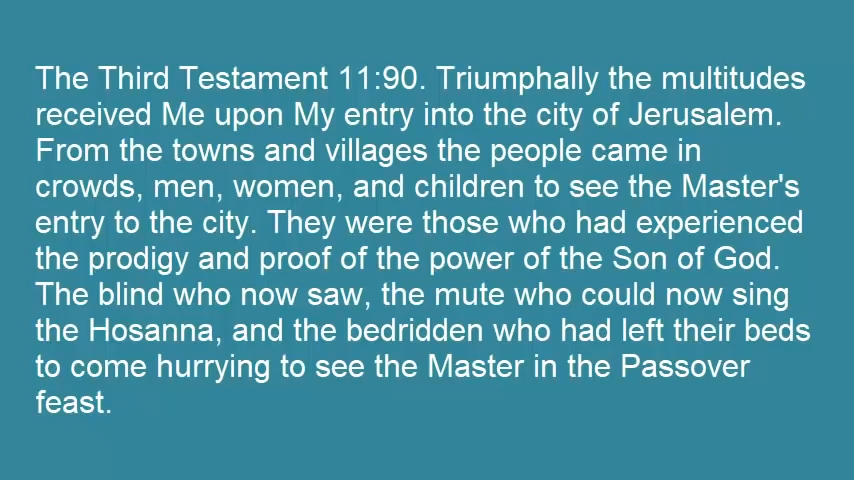 The Third Testament 11:90. Triumphally the multitudes
received Me upon My entry into the city of Jerusalem.
From the towns and villages the people came in
crowds, men, women, and children to see the Master's
entry to the city. They were those who had experienced
the prodigy and proof of the power of the Son of God.
The blind who now saw, the mute who could now sing
the Hosanna, and the bedridden who had left their beds
to come hurrying to see the Master in the Passover
feast.